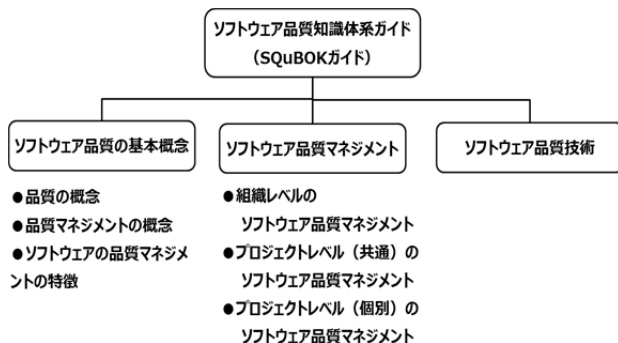 ソフトウェア品質知識体系ガイド
（SQuBOKガイド）
ソフトウェア品質の基本概念
ソフトウェア品質マネジメント
ソフトウェア品質技術
●品質の概念
●品質マネジメントの概念
●ソフトウェアの品質マネジメ
ントの特徴
●組織レベルの
ソフトウェア品質マネジメント
●プロジェクトレベル（共通）の
ソフトウェア品質マネジメント
●プロジェクトレベル（個別）の
ソフトウェア品質マネジメント